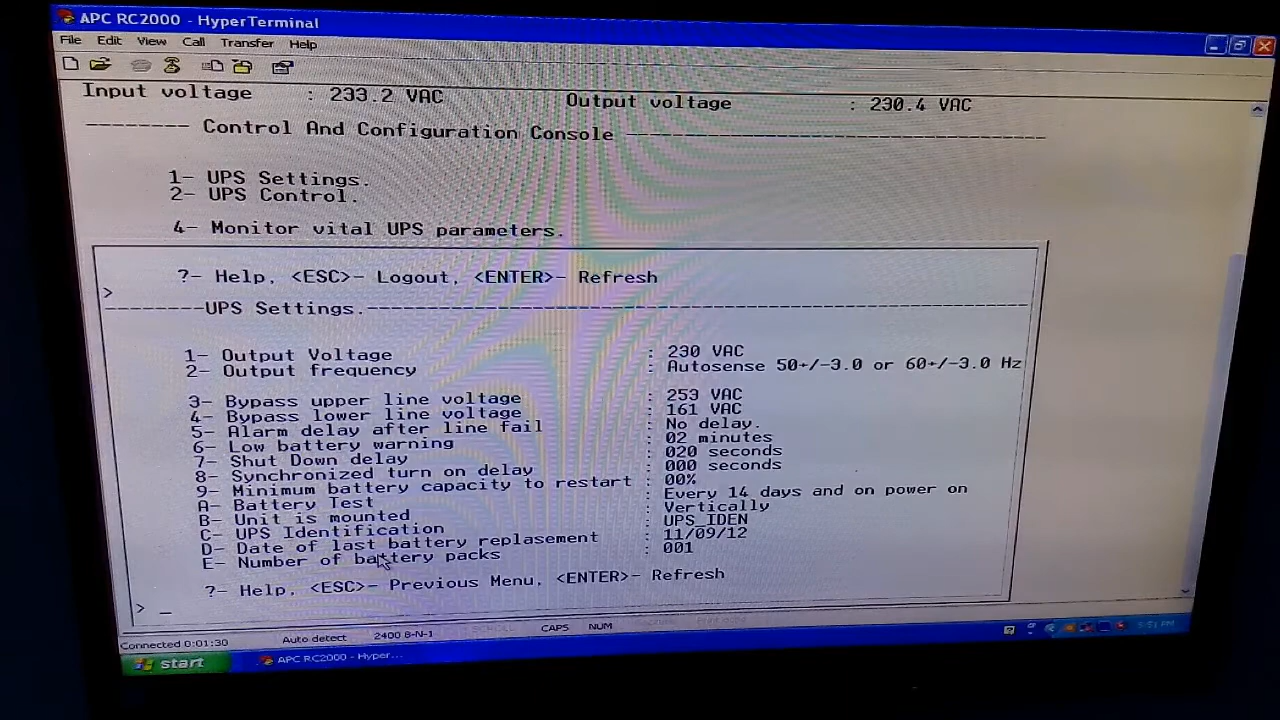 APC RC2000 - HyperTerminal
File Edit View Call Transfer Help
Input voltage : 233.2 VAC Output voltage : 230.4 VAC
-------- Control And Configuration Console --------
1- UPS Settings.
2- UPS Control.
4- Monitor vital UPS parameters.
?- Help, <ESC>- Logout, <ENTER>- Refresh
>
--------UPS Settings.--------
1- Output Voltage : 230 VAC
2- Output frequency : Autosense 50+/-3.0 or 60+/-3.0 Hz
3- Bypass upper line voltage : 253 VAC
4- Bypass lower line voltage : 161 VAC
5- Alarm delay after line fail : No delay.
6- Low battery warning : 02 minutes
7- Shut Down delay : 020 seconds
8- Synchronized turn on delay : 000 seconds
9- Minimum battery capacity to restart : 00%
A- Battery Test : Every 14 days and on power on
B- Unit is mounted : Vertically
C- UPS Identification : UPS_IDEN
D- Date of last battery replasement : 11/09/12
E- Number of battery packs : 001
?- Help, <ESC>- Previous Menu, <ENTER>- Refresh
> _
Connected 0:01:30 Auto detect 2400 8-N-1 CAPS NUM
start APC RC2000 - Hyper... 5:51 PM